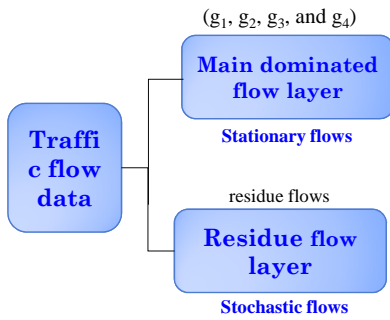 (g₁, g₂, g₃, and g₄)
Main dominated
flow layer
Stationary flows
Traffi
c flow
data
residue flows
Residue flow
layer
Stochastic flows